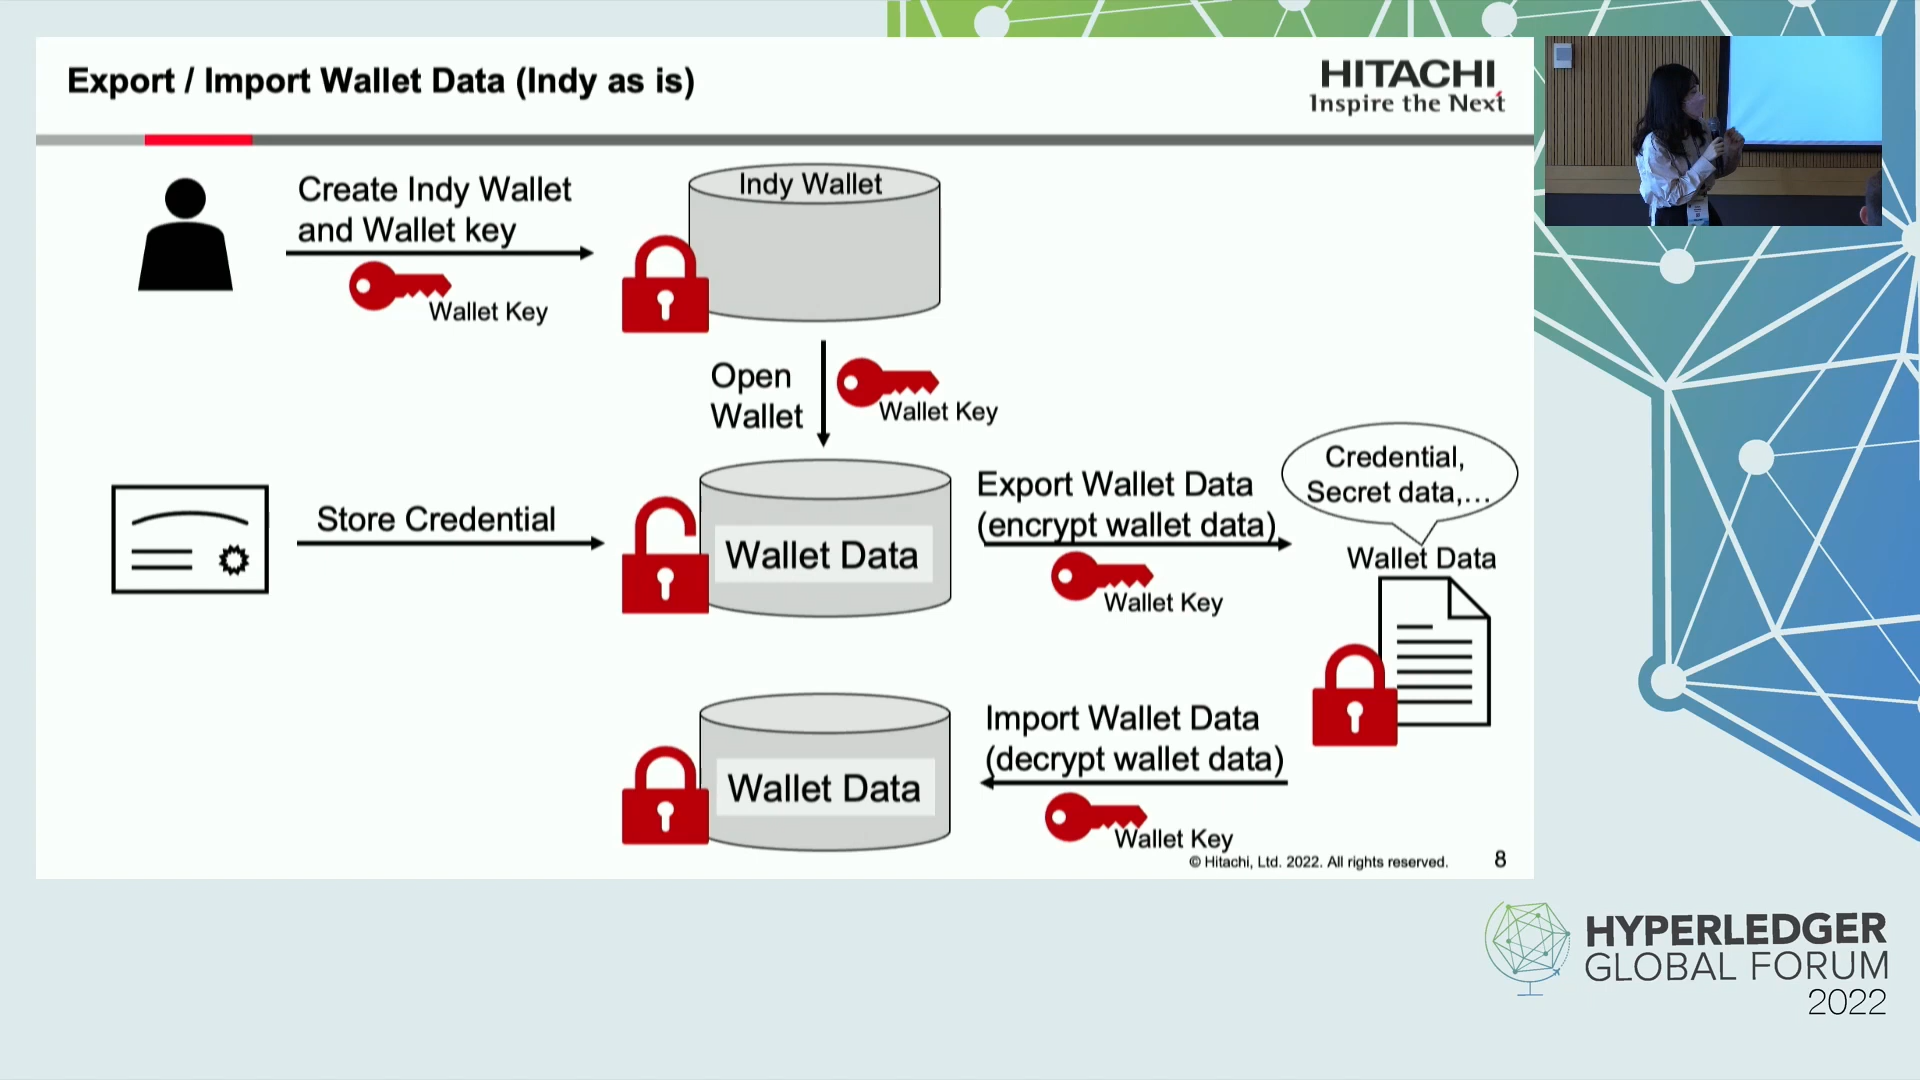 Export / Import Wallet Data (Indy as is)
HITACHI
Inspire the Next
Create Indy Wallet
and Wallet key
Wallet Key
Indy Wallet
Open
Wallet
Wallet Key
Store Credential
Wallet Data
Export Wallet Data
(encrypt wallet data)
Wallet Key
Credential,
Secret data,...
Wallet Data
Import Wallet Data
(decrypt wallet data)
Wallet Key
Wallet Data
© Hitachi, Ltd. 2022. All rights reserved.
8
HYPERLEDGER
GLOBAL FORUM
2022